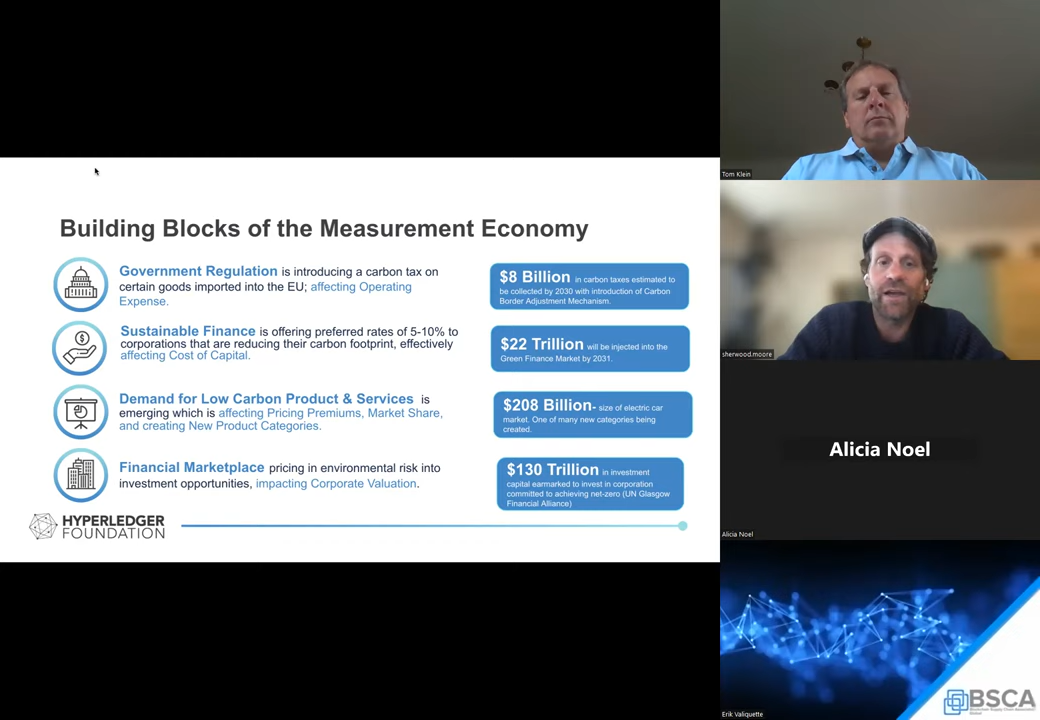 Building Blocks of the Measurement Economy
Government Regulation is introducing a carbon tax on
certain goods imported into the EU; affecting Operating
Expense.
$8 Billion in carbon taxes estimated to
be collected by 2030 with introduction of Carbon
Border Adjustment Mechanism.
Sustainable Finance is offering preferred rates of 5-10% to
corporations that are reducing their carbon footprint, effectively
affecting Cost of Capital.
$22 Trillion will be injected into the
Green Finance Market by 2031.
Demand for Low Carbon Product & Services is
emerging which is affecting Pricing Premiums, Market Share,
and creating New Product Categories.
$208 Billion- size of electric car
market. One of many new categories being
created.
Financial Marketplace pricing in environmental risk into
investment opportunities, impacting Corporate Valuation.
$130 Trillion in investment
capital earmarked to invest in corporation
committed to achieving net-zero (UN Glasgow
Financial Alliance)
HYPERLEDGER
FOUNDATION
Tom Klein
sherwood.moore
Alicia Noel
Alicia Noel
BSCA
Erik Valiquette